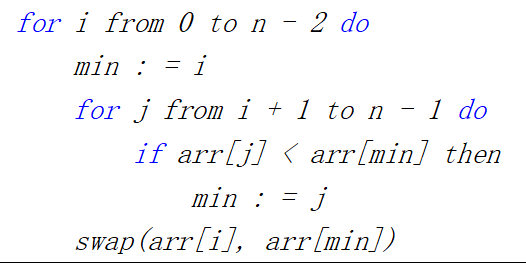 for i from 0 to n - 2 do
min : = i
for j from i + 1 to n - 1 do
if arr[j] < arr[min] then
min : = j
swap(arr[i], arr[min])